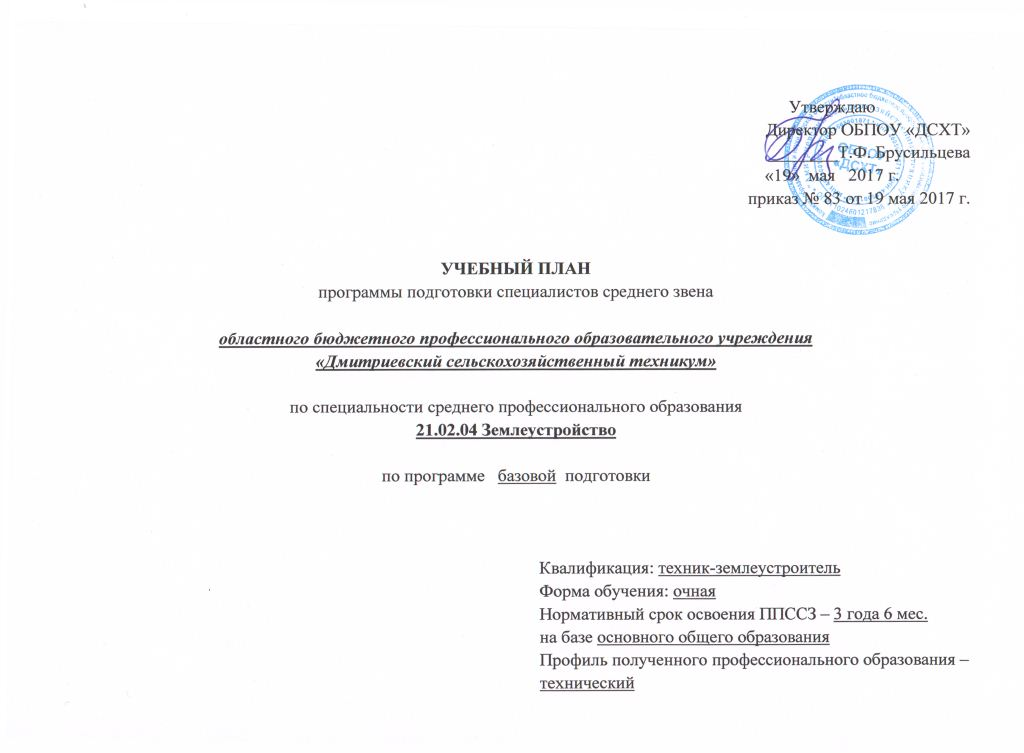 Утверждаю
Директор ОБПОУ «ДСХТ»
Т.Ф. Брусильцева
«19» мая 2017 г.
приказ № 83 от 19 мая 2017 г.
ОБПОУ
«ДСХТ»
УЧЕБНЫЙ ПЛАН
программы подготовки специалистов среднего звена
областного бюджетного профессионального образовательного учреждения
«Дмитриевский сельскохозяйственный техникум»
по специальности среднего профессионального образования
21.02.04 Землеустройство
по программе базовой подготовки
Квалификация: техник-землеустроитель
Форма обучения: очная
Нормативный срок освоения ППССЗ – 3 года 6 мес.
на базе основного общего образования
Профиль полученного профессионального образования –
технический